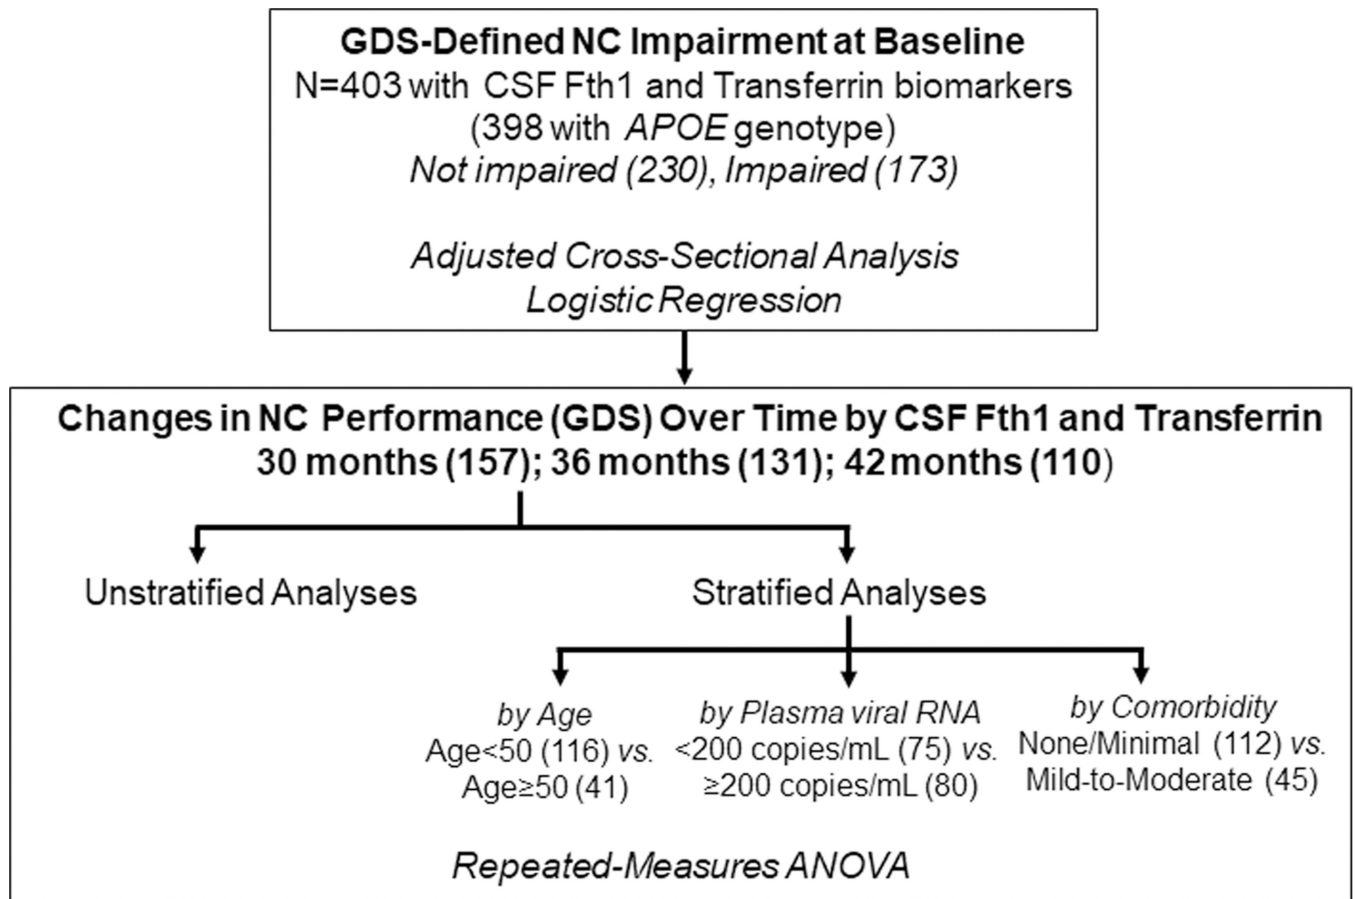 GDS-Defined NC Impairment at Baseline
N=403 with CSF Fth1 and Transferrin biomarkers
(398 with APOE genotype)
Not impaired (230), Impaired (173)
Adjusted Cross-Sectional Analysis
Logistic Regression
Changes in NC Performance (GDS) Over Time by CSF Fth1 and Transferrin
30 months (157); 36 months (131); 42 months (110)
Unstratified Analyses
Stratified Analyses
by Age
Age<50 (116) vs.
Age≥50 (41)
by Plasma viral RNA
<200 copies/mL (75) vs.
≥200 copies/mL (80)
by Comorbidity
None/Minimal (112) vs.
Mild-to-Moderate (45)
Repeated-Measures ANOVA